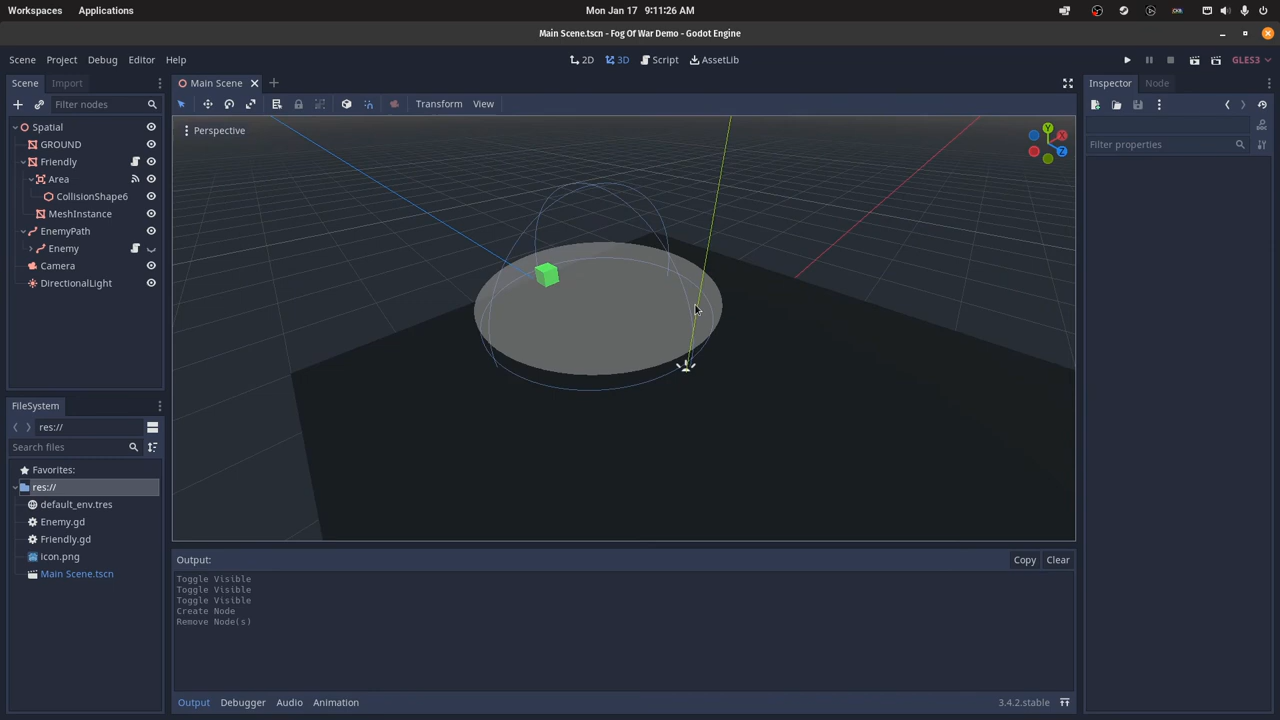 Workspaces Applications Mon Jan 17 9:11:26 AM
Main Scene.tscn - Fog Of War Demo - Godot Engine
Scene Project Debug Editor Help 2D 3D Script AssetLib GLES3
Scene Import Main Scene Inspector Node
Filter nodes Transform View
Perspective Y X Z
Filter properties
Spatial
GROUND
Friendly
Area
CollisionShape6
MeshInstance
EnemyPath
Enemy
Camera
DirectionalLight
FileSystem
res://
Search files
Favorites:
res://
default_env.tres
Enemy.gd
Friendly.gd
icon.png
Main Scene.tscn
Output: Copy Clear
Toggle Visible
Toggle Visible
Toggle Visible
Create Node
Remove Node(s)
Output Debugger Audio Animation 3.4.2.stable